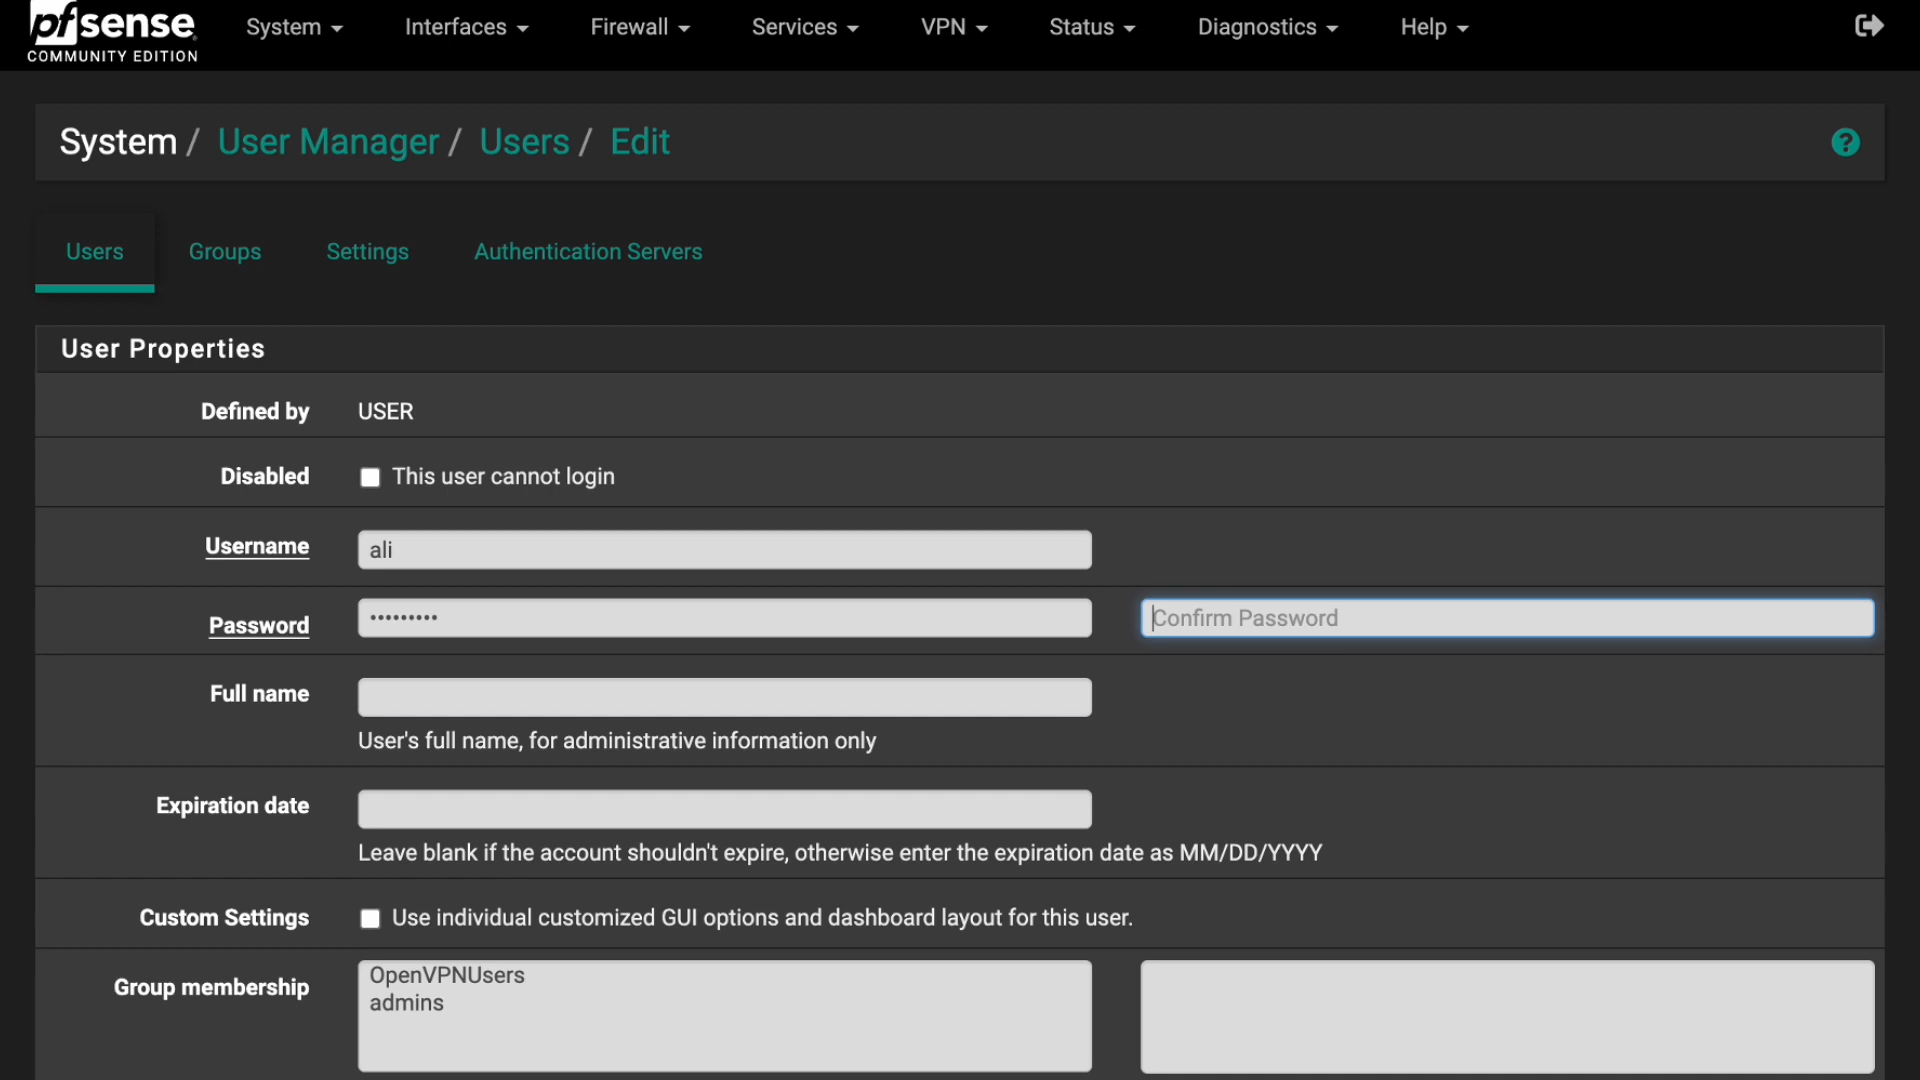 pfsense
COMMUNITY EDITION
System
Interfaces
Firewall
Services
VPN
Status
Diagnostics
Help
System / User Manager / Users / Edit
?
Users
Groups
Settings
Authentication Servers
User Properties
Defined by
USER
Disabled
This user cannot login
Username
ali
Password
•••••••••
Confirm Password
Full name
User's full name, for administrative information only
Expiration date
Leave blank if the account shouldn't expire, otherwise enter the expiration date as MM/DD/YYYY
Custom Settings
Use individual customized GUI options and dashboard layout for this user.
Group membership
OpenVPNUsers
admins